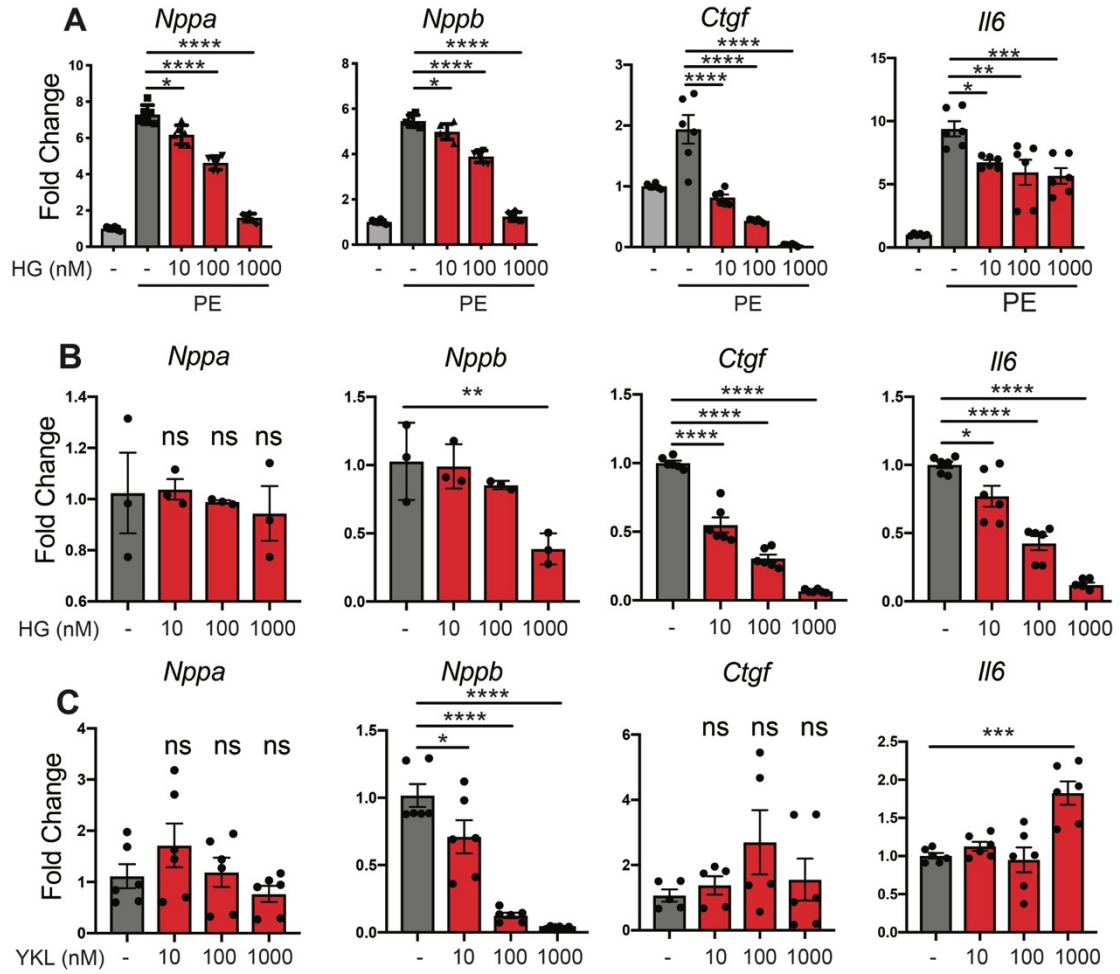 A
Nppa
Nppb
Ctgf
Il6
****
****
*
****
****
*
****
****
****
***
**
*
Fold Change
10
8
6
4
2
0
8
6
4
2
0
3
2
1
0
15
10
5
0
HG (nM)
- - 10 100 1000
- - 10 100 1000
- - 10 100 1000
- - 10 100 1000
PE
PE
PE
PE
B
Nppa
Nppb
Ctgf
Il6
ns ns ns
**
****
****
****
****
****
*
Fold Change
1.4
1.2
1.0
0.8
0.6
1.5
1.0
0.5
0.0
1.5
1.0
0.5
0.0
1.5
1.0
0.5
0.0
HG (nM)
- 10 100 1000
- 10 100 1000
- 10 100 1000
- 10 100 1000
C
Nppa
Nppb
Ctgf
Il6
ns ns ns
****
****
*
ns ns ns
***
Fold Change
4
3
2
1
0
1.5
1.0
0.5
0.0
6
4
2
0
2.5
2.0
1.5
1.0
0.5
0.0
YKL (nM)
- 10 100 1000
- 10 100 1000
- 10 100 1000
- 10 100 1000